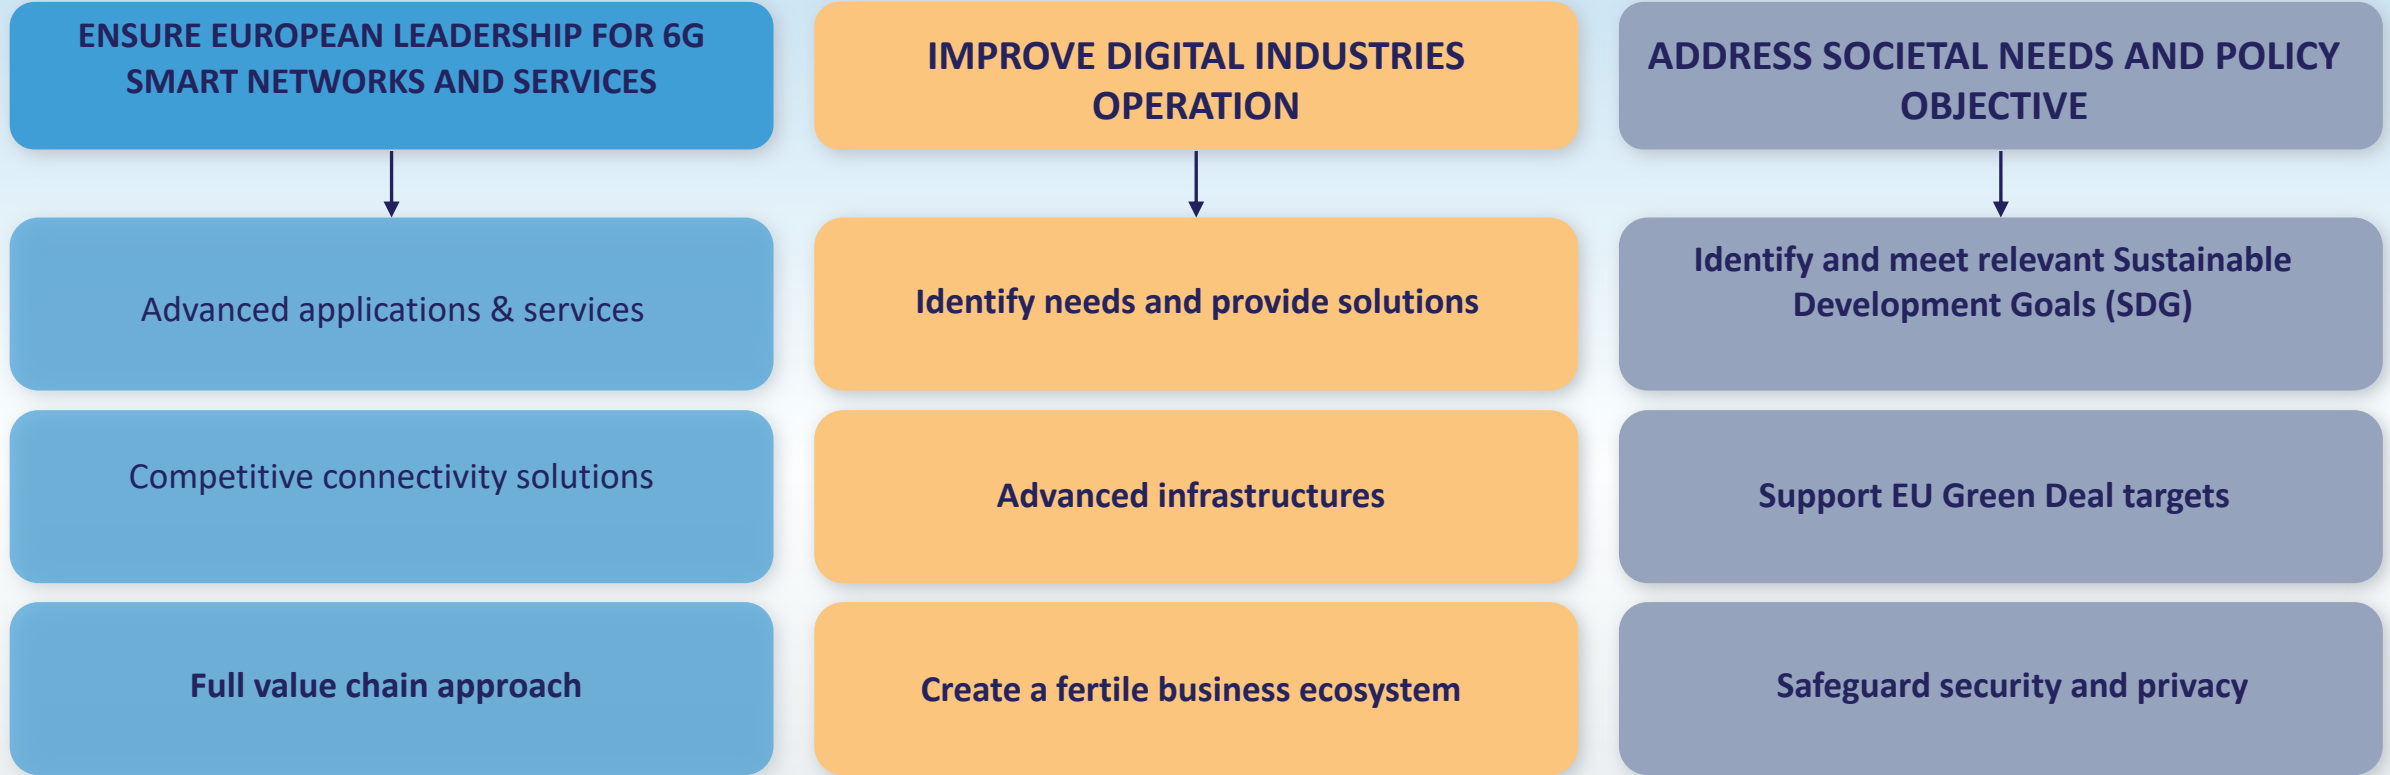 ENSURE EUROPEAN LEADERSHIP FOR 6G
SMART NETWORKS AND SERVICES
Advanced applications & services
Competitive connectivity solutions
Full value chain approach
IMPROVE DIGITAL INDUSTRIES
OPERATION
Identify needs and provide solutions
Advanced infrastructures
Create a fertile business ecosystem
ADDRESS SOCIETAL NEEDS AND POLICY
OBJECTIVE
Identify and meet relevant Sustainable
Development Goals (SDG)
Support EU Green Deal targets
Safeguard security and privacy